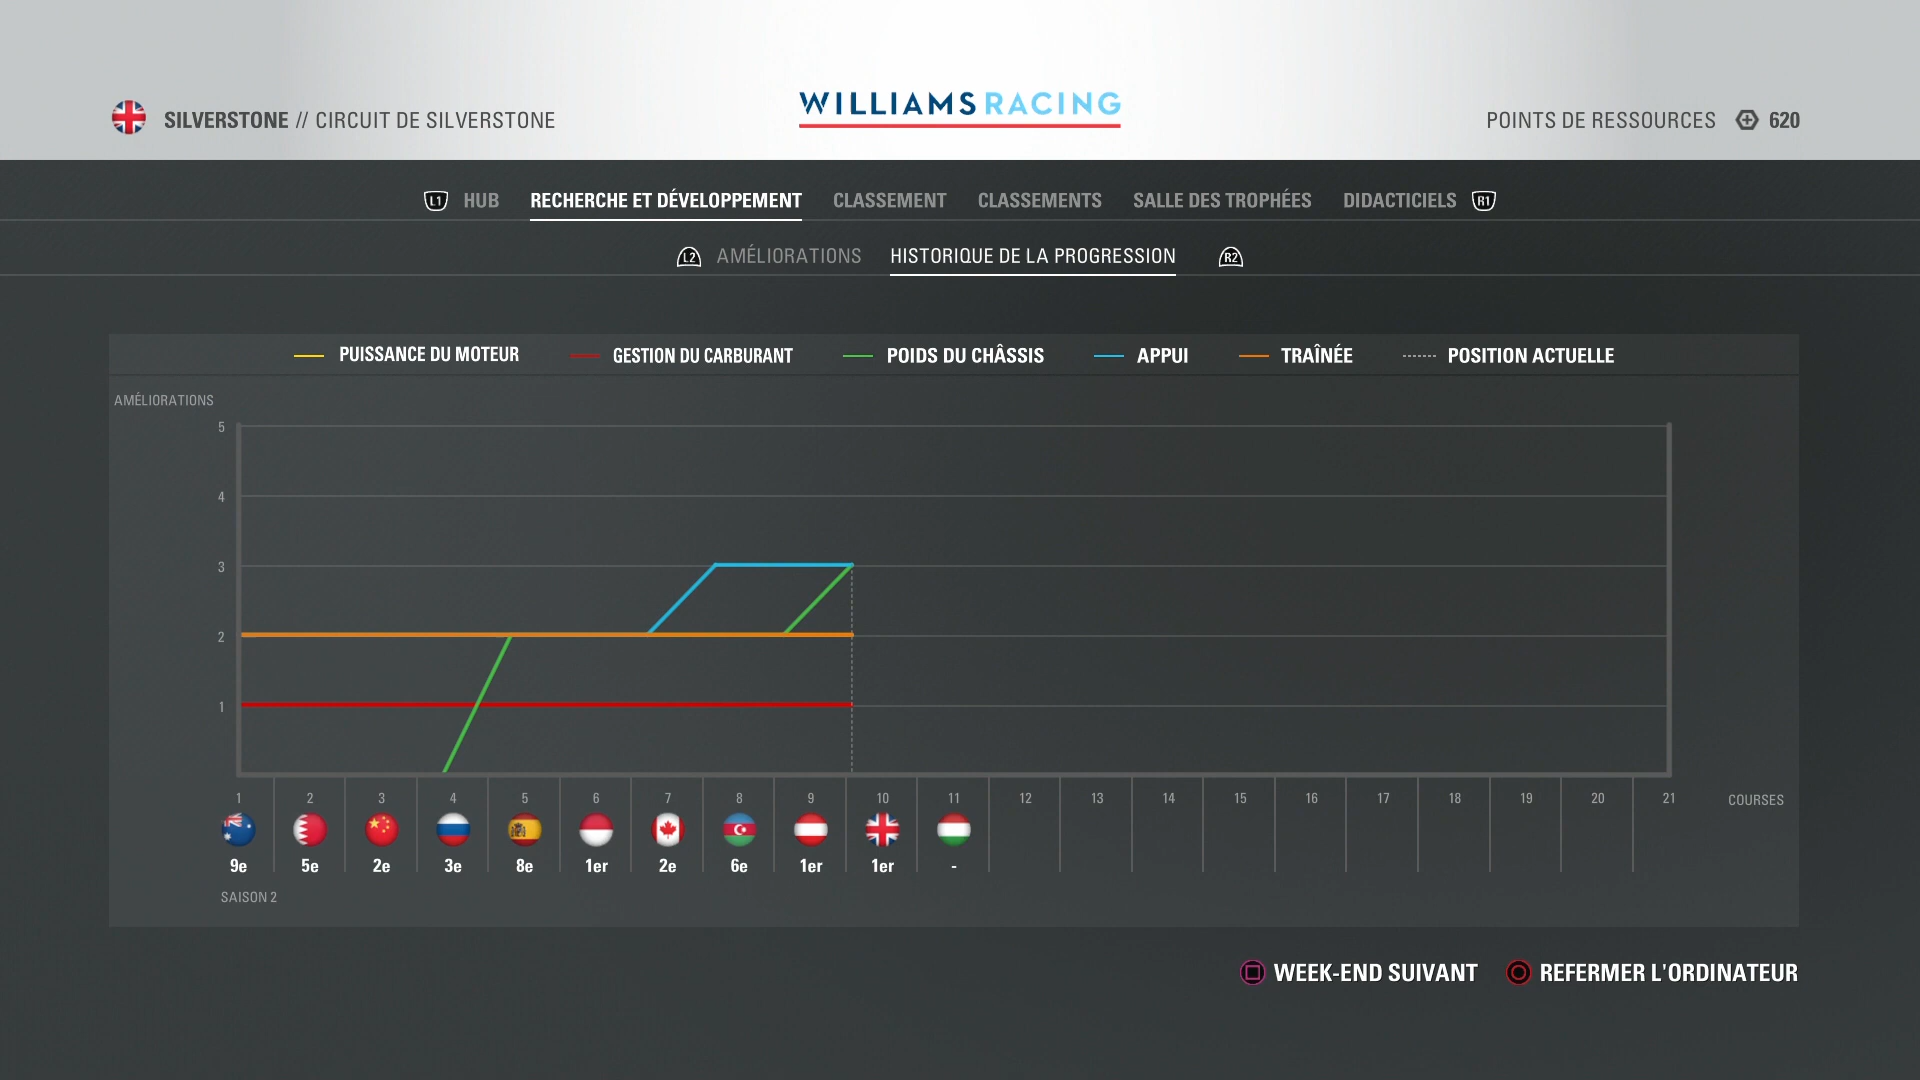 SILVERSTONE // CIRCUIT DE SILVERSTONE
WILLIAMS RACING
POINTS DE RESSOURCES 620
L1 HUB RECHERCHE ET DÉVELOPPEMENT CLASSEMENT CLASSEMENTS SALLE DES TROPHÉES DIDACTICIELS R1
L2 AMÉLIORATIONS HISTORIQUE DE LA PROGRESSION R2
PUISSANCE DU MOTEUR GESTION DU CARBURANT POIDS DU CHÂSSIS APPUI TRAÎNÉE POSITION ACTUELLE
AMÉLIORATIONS
5
4
3
2
1
1 2 3 4 5 6 7 8 9 10 11 12 13 14 15 16 17 18 19 20 21 COURSES
9e 5e 2e 3e 8e 1er 2e 6e 1er 1er -
SAISON 2
WEEK-END SUIVANT REFERMER L'ORDINATEUR